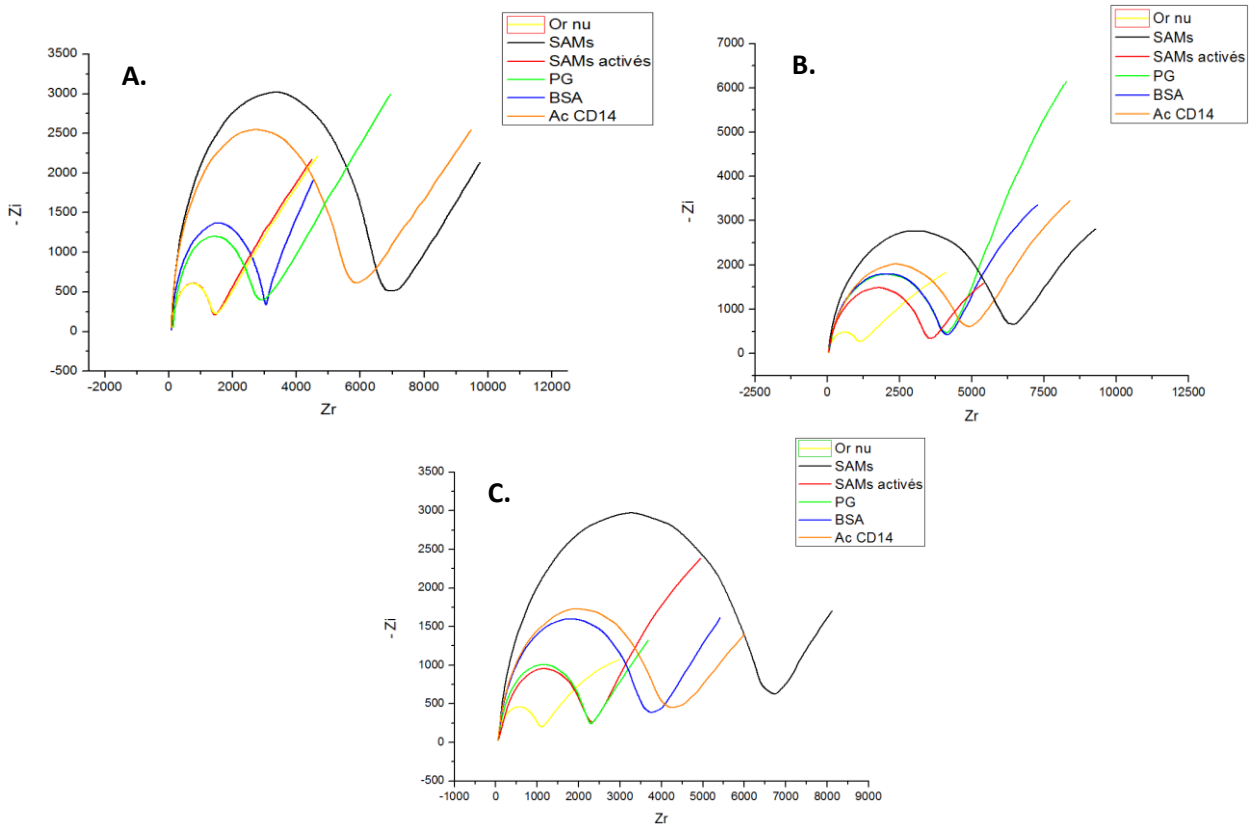 A.
3500
3000
2500
2000
1500
1000
500
0
-500
- Zi
-2000 0 2000 4000 6000 8000 10000 12000
Zr
Or nu
SAMs
SAMs activés
PG
BSA
Ac CD14
B.
7000
6000
5000
4000
3000
2000
1000
0
- Zi
-2500 0 2500 5000 7500 10000 12500
Zr
Or nu
SAMs
SAMs activés
PG
BSA
Ac CD14
C.
3500
3000
2500
2000
1500
1000
500
0
-500
- Zi
-1000 0 1000 2000 3000 4000 5000 6000 7000 8000 9000
Zr
Or nu
SAMs
SAMs activés
PG
BSA
Ac CD14